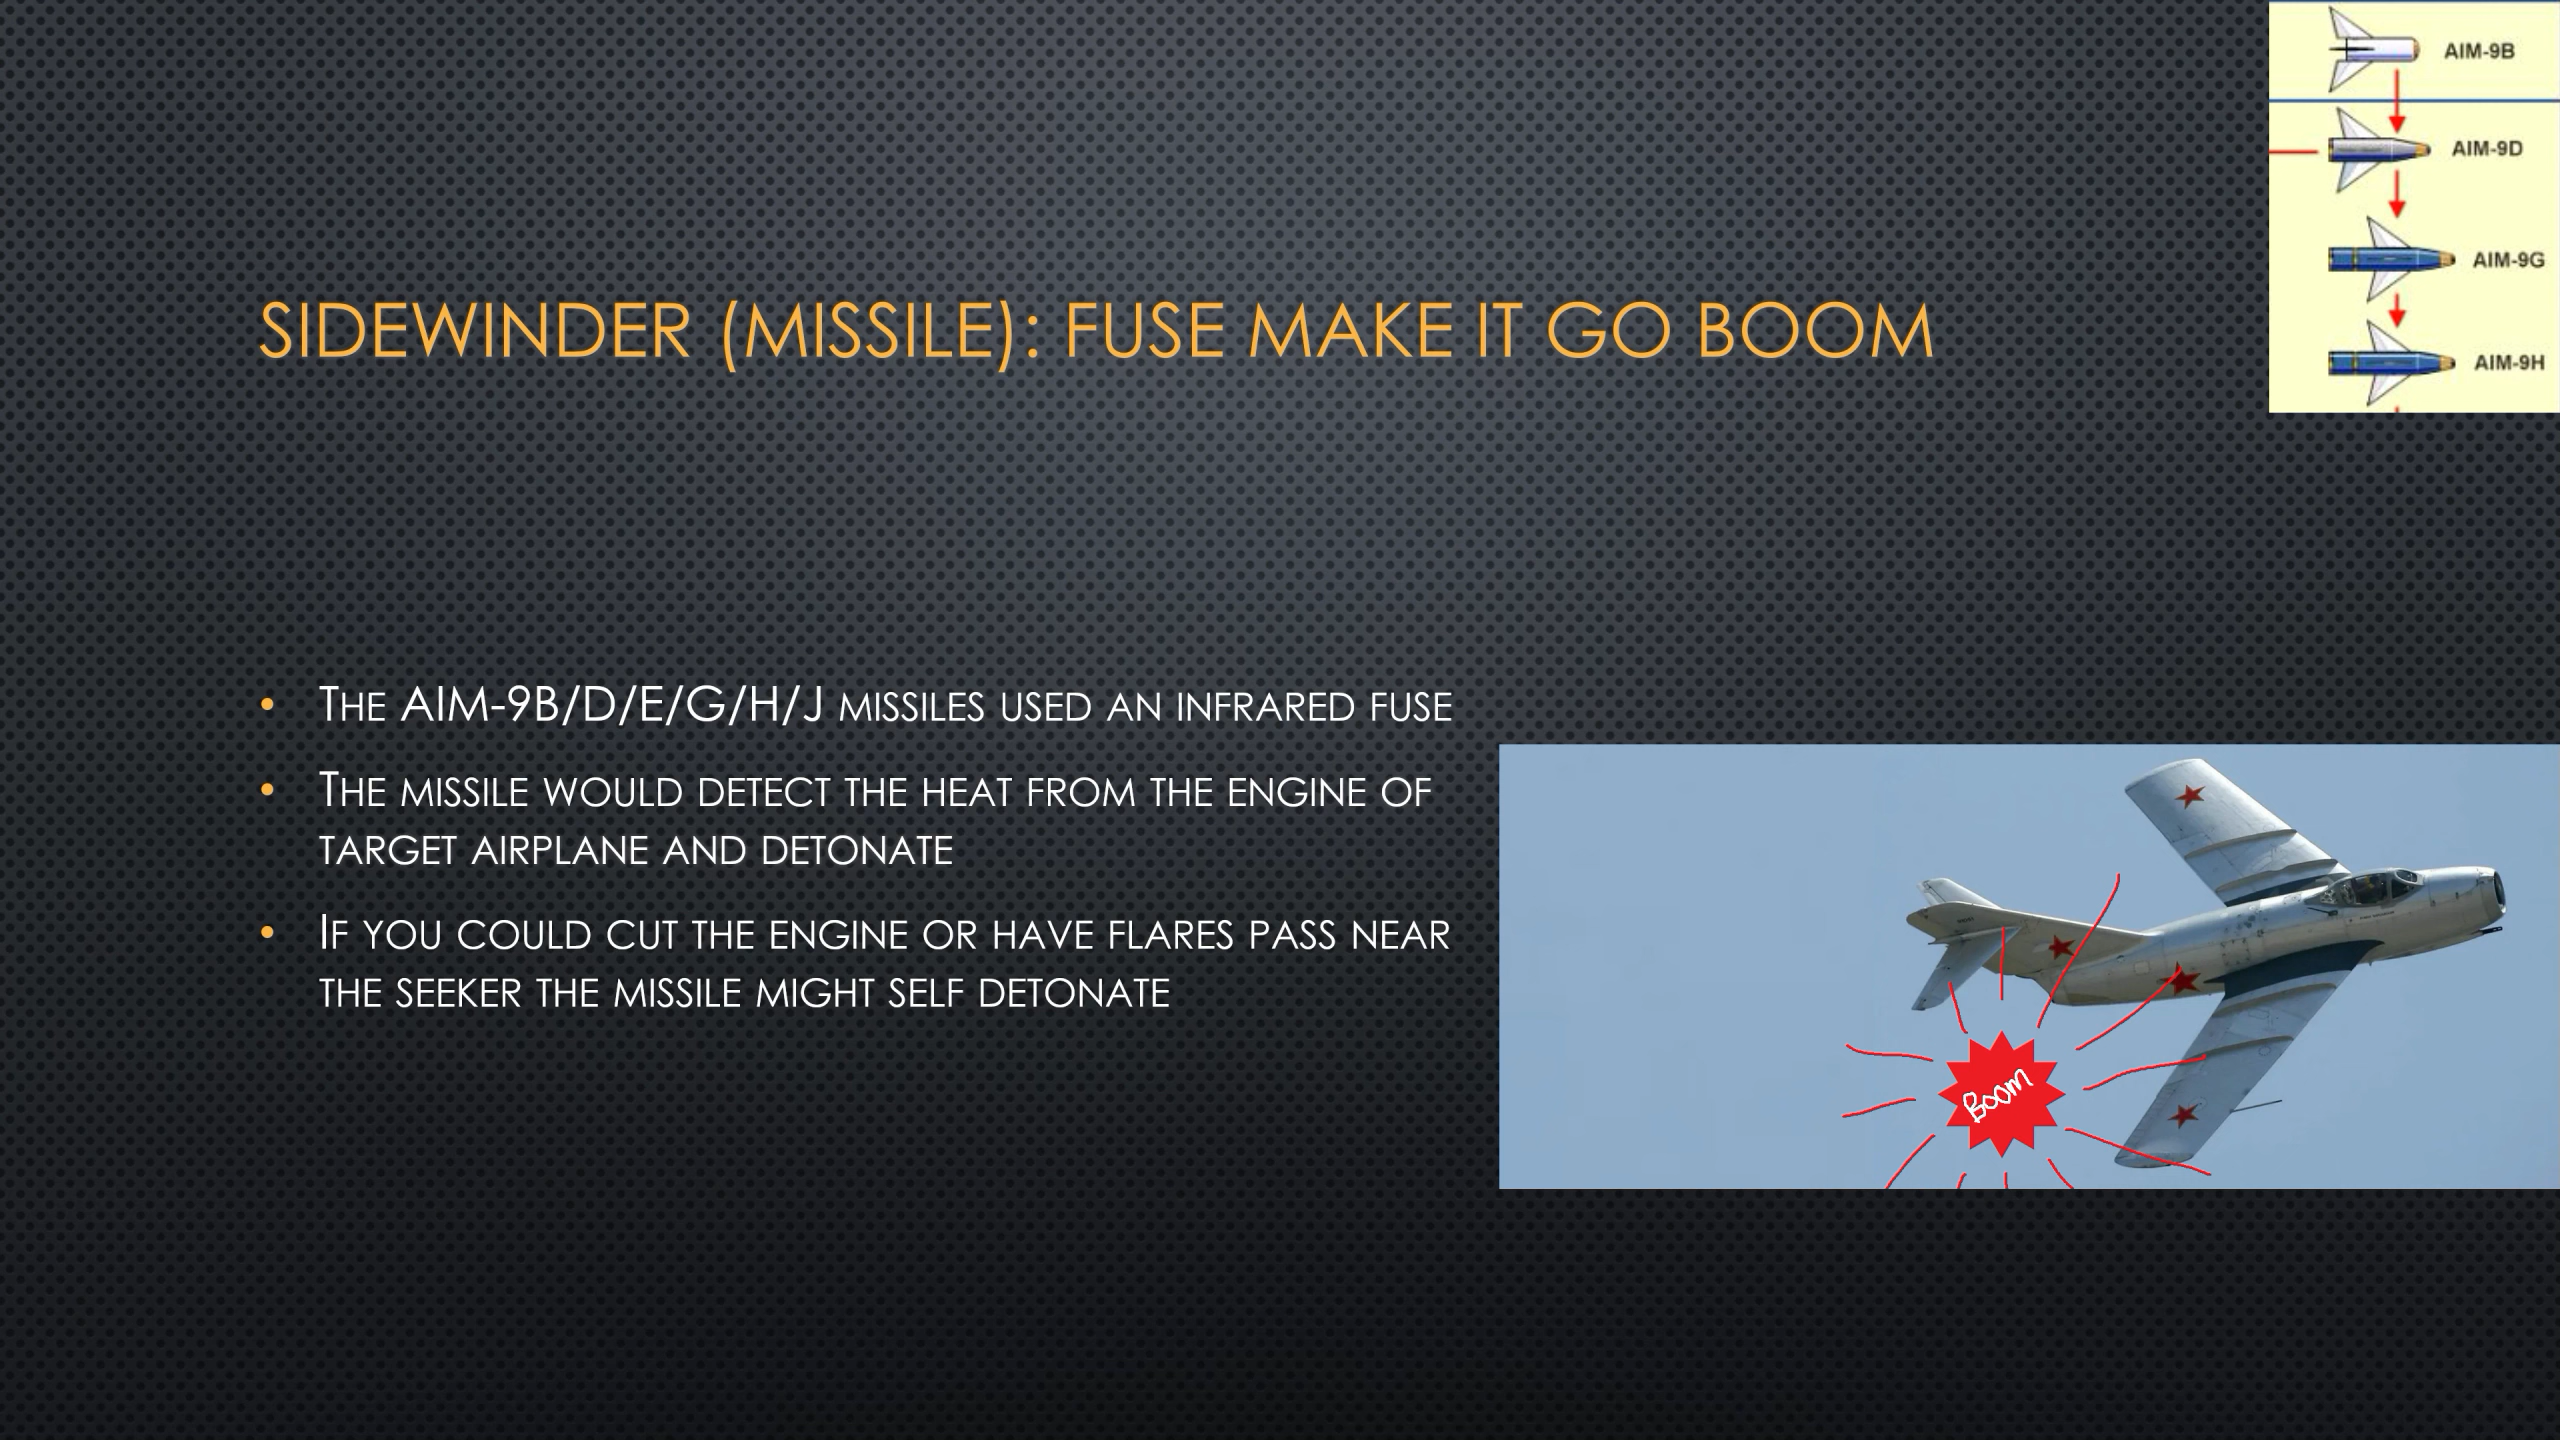 AIM-9B
AIM-9D
AIM-9G
AIM-9H
SIDEWINDER (MISSILE): FUSE MAKE IT GO BOOM
• THE AIM-9B/D/E/G/H/J MISSILES USED AN INFRARED FUSE
• THE MISSILE WOULD DETECT THE HEAT FROM THE ENGINE OF
TARGET AIRPLANE AND DETONATE
• IF YOU COULD CUT THE ENGINE OR HAVE FLARES PASS NEAR
THE SEEKER THE MISSILE MIGHT SELF DETONATE
BOOM